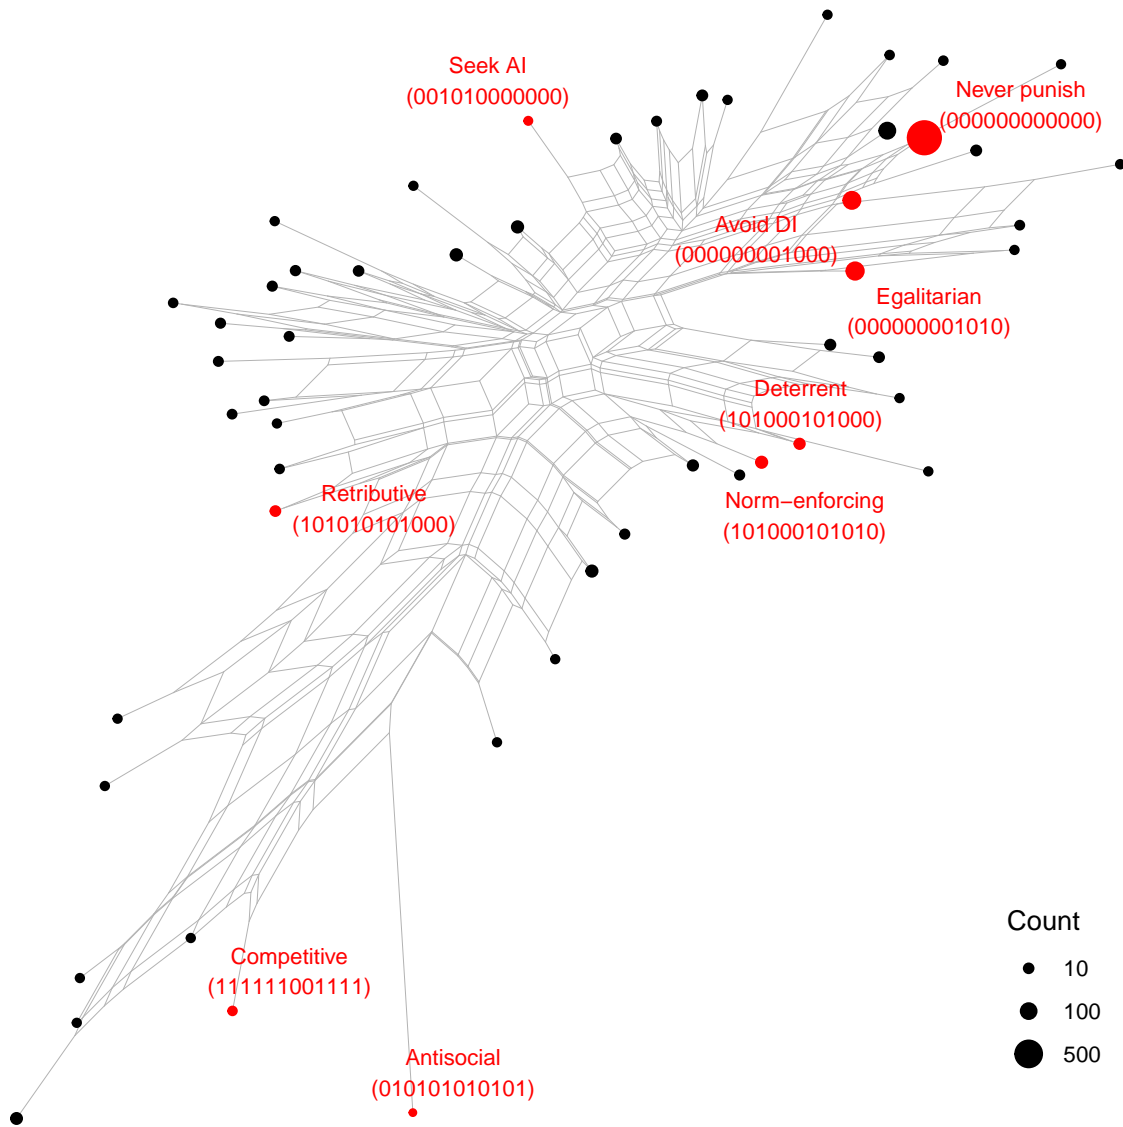 Seek AI
(001010000000)
Never punish
(000000000000)
Avoid DI
(000000001000)
Egalitarian
(000000001010)
Deterrent
(101000101000)
Retributive
(101010101000)
Norm−enforcing
(101000101010)
Competitive
(111111001111)
Antisocial
(010101010101)
Count
10
100
500